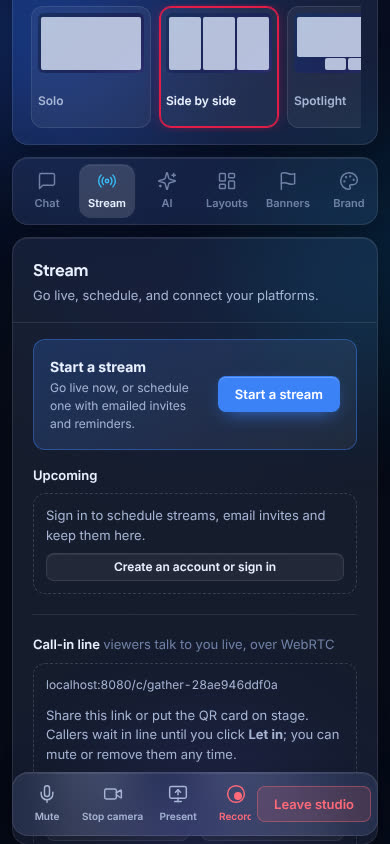 Solo
Side by side
Spotlight
Chat
Stream
AI
Layouts
Banners
Brand
Stream
Go live, schedule, and connect your platforms.
Start a stream
Go live now, or schedule
one with emailed invites
and reminders.
Start a stream
Upcoming
Sign in to schedule streams, email invites and
keep them here.
Create an account or sign in
Call-in line viewers talk to you live, over WebRTC
localhost:8080/c/gather-28ae946ddf0a
Share this link or put the QR card on stage.
Callers wait in line until you click Let in; you can
mute or remove them any time.
Mute
Stop camera
Present
Record
Leave studio